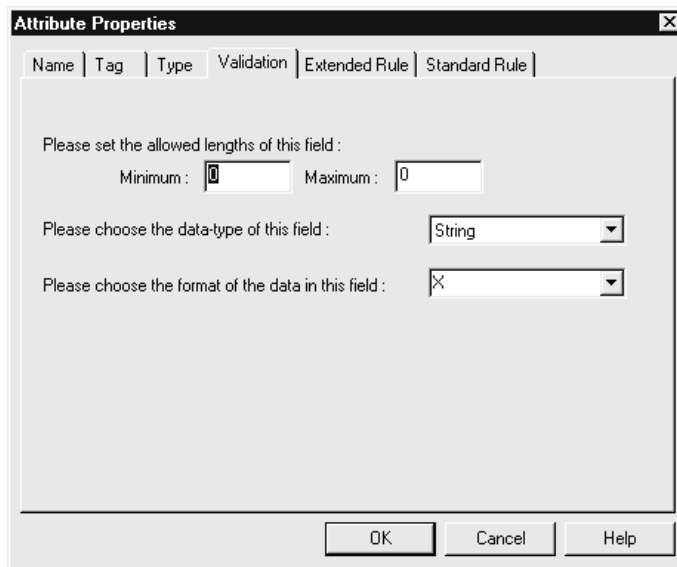 Attribute Properties
Name Tag Type Validation Extended Rule Standard Rule
Please set the allowed lengths of this field :
Minimum : 0 Maximum : 0
Please choose the data-type of this field : String
Please choose the format of the data in this field : X
OK Cancel Help